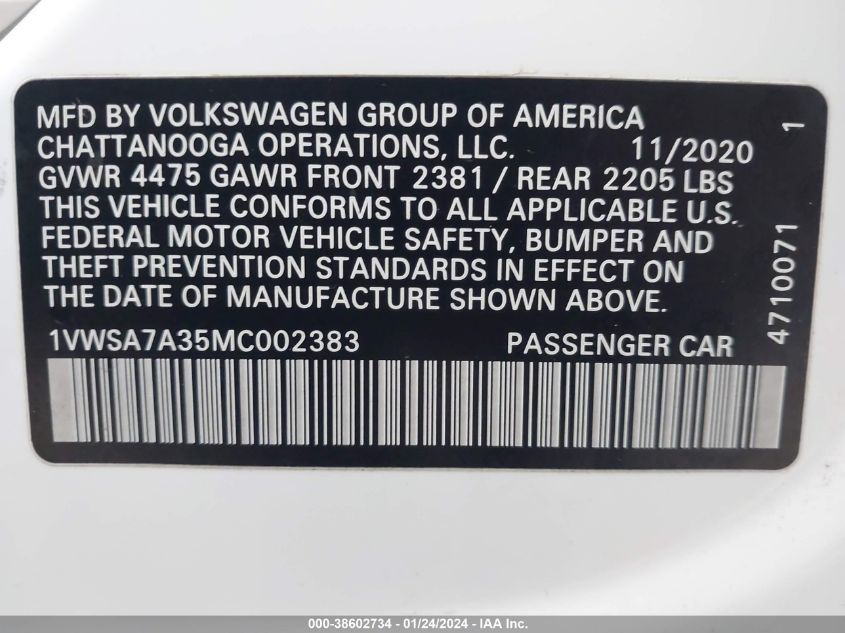 MFD BY VOLKSWAGEN GROUP OF AMERICA
CHATTANOOGA OPERATIONS, LLC. 11/2020
GVWR 4475 GAWR FRONT 2381 / REAR 2205 LBS
THIS VEHICLE CONFORMS TO ALL APPLICABLE U.S.
FEDERAL MOTOR VEHICLE SAFETY, BUMPER AND
THEFT PREVENTION STANDARDS IN EFFECT ON
THE DATE OF MANUFACTURE SHOWN ABOVE.
1VWSA7A35MC002383 PASSENGER CAR
4710071 1
000-38602734 - 01/24/2024 - IAA Inc.